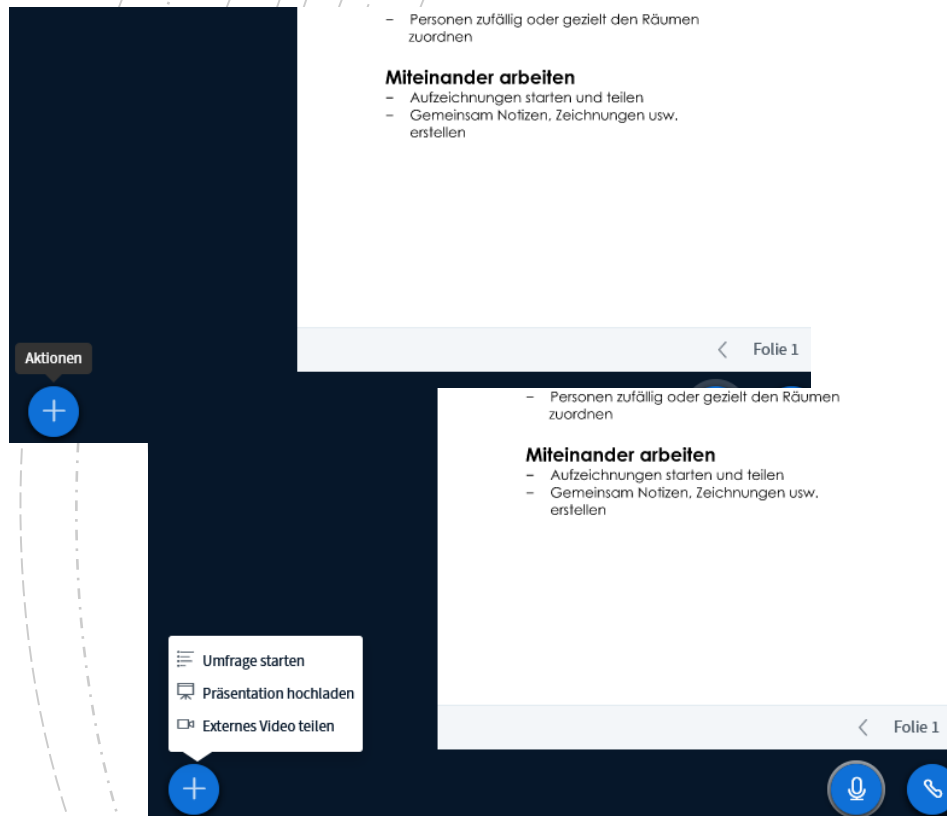 – Personen zufällig oder gezielt den Räumen
zuordnen
Miteinander arbeiten
– Aufzeichnungen starten und teilen
– Gemeinsam Notizen, Zeichnungen usw.
erstellen
Folie 1
Aktionen
– Personen zufällig oder gezielt den Räumen
zuordnen
Miteinander arbeiten
– Aufzeichnungen starten und teilen
– Gemeinsam Notizen, Zeichnungen usw.
erstellen
Umfrage starten
Präsentation hochladen
Externes Video teilen
Folie 1